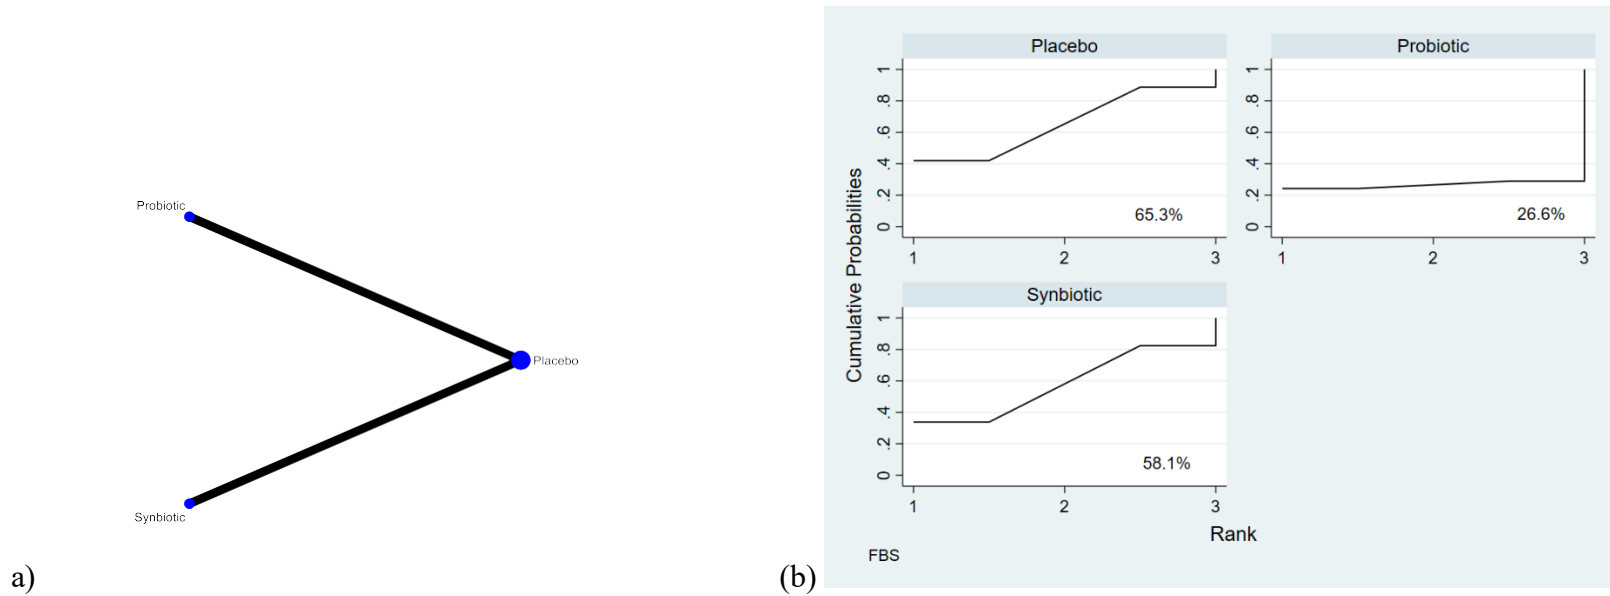 Probiotic
Placebo
Synbiotic
a)
(b)
Cumulative Probabilities
Placebo
0 .2 .4 .6 .8 1
65.3%
1 2 3
Probiotic
0 .2 .4 .6 .8 1
26.6%
1 2 3
Synbiotic
0 .2 .4 .6 .8 1
58.1%
1 2 3
Rank
FBS